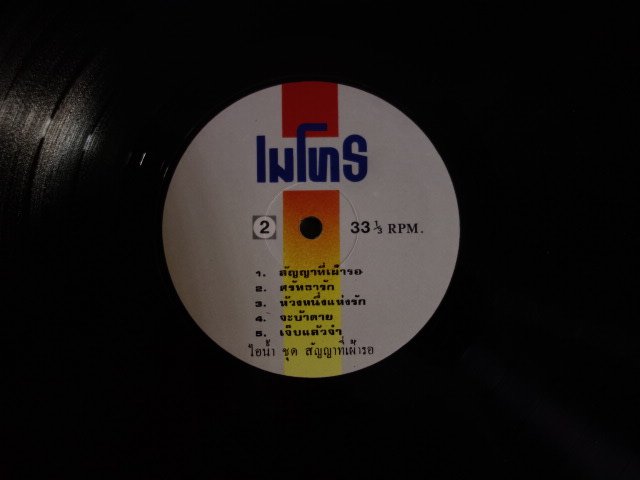 เมโทร
2 33 1/3 RPM.
1. สัญญาที่เฝ้ารอ
2. ศรัทธารัก
3. ห้วงหนึ่งแห่งรัก
4. จะบ้าตาย
5. เจ็บแล้วจำ
ไอน้ำ ชุด สัญญาที่เฝ้ารอ